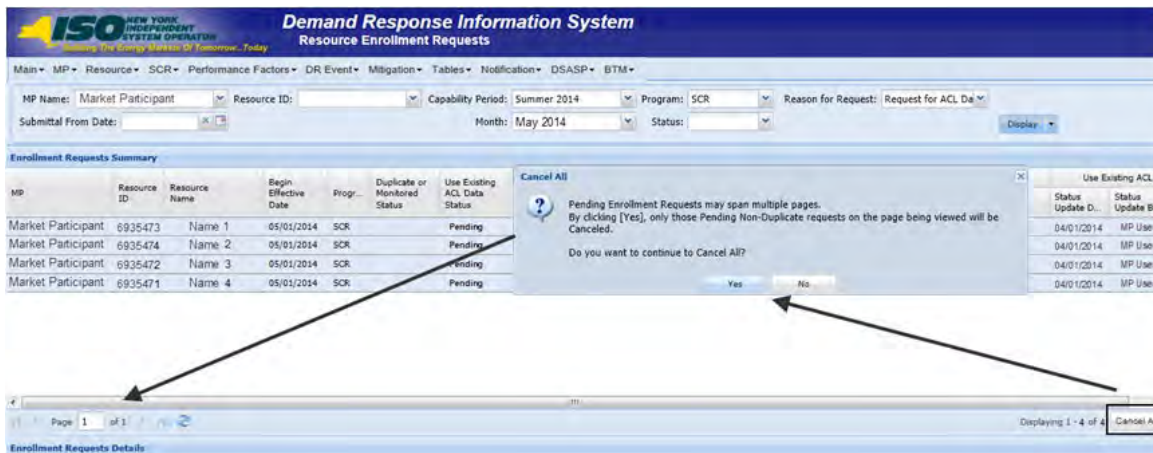 NEW YORK
INDEPENDENT
SYSTEM OPERATOR
ISO
Building The Energy Markets Of Tomorrow...Today
Demand Response Information System
Resource Enrollment Requests
Main MP Resource SCR Performance Factors DR Event Mitigation Tables Notification DSASP BTM
MP Name: Market Participant Resource ID: Capability Period: Summer 2014 Program: SCR Reason for Request: Request for ACL Da
Submittal From Date: Month: May 2014 Status: Display
Enrollment Requests Summary
MP Resource ID Resource Name Begin Effective Date Progr... Duplicate or Monitored Status Use Existing ACL Data Status Use Existing ACL Status Update D... Status Update B
Market Participant 6935473 Name 1 05/01/2014 SCR Pending 04/01/2014 MP Use
Market Participant 6935474 Name 2 05/01/2014 SCR Pending 04/01/2014 MP Use
Market Participant 6935472 Name 3 05/01/2014 SCR Pending 04/01/2014 MP Use
Market Participant 6935471 Name 4 05/01/2014 SCR Pending 04/01/2014 MP Use
Cancel All
Pending Enrollment Requests may span multiple pages.
By clicking [Yes], only those Pending Non-Duplicate requests on the page being viewed will be
Canceled.
Do you want to continue to Cancel All?
Yes No
Page 1 of 1 Displaying 1 - 4 of 4 Cancel A
Enrollment Requests Details